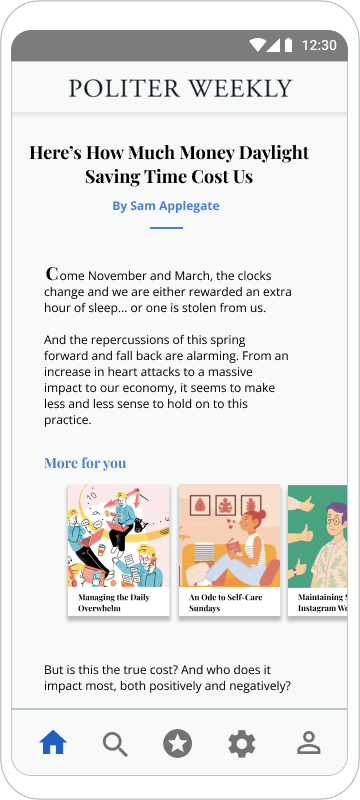 12:30
POLITER WEEKLY
Here's How Much Money Daylight
Saving Time Cost Us
By Sam Applegate
Come November and March, the clocks
change and we are either rewarded an extra
hour of sleep... or one is stolen from us.
And the repercussions of this spring
forward and fall back are alarming. From an
increase in heart attacks to a massive
impact to our economy, it seems to make
less and less sense to hold on to this
practice.
More for you
Managing the Daily
Overwhelm
An Ode to Self-Care
Sundays
Maintaining
Instagram
But is this the true cost? And who does it
impact most, both positively and negatively?